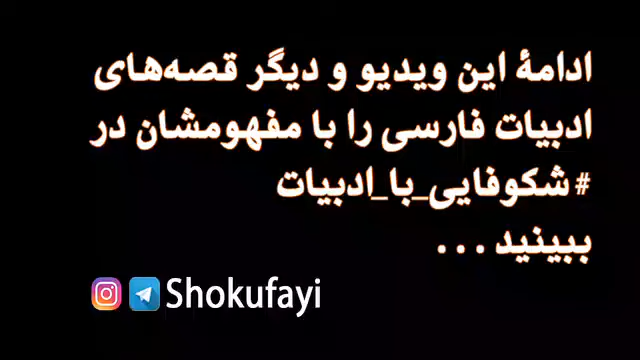 ادامهٔ این ویدیو و دیگر قصه‌های
ادبیات فارسی را با مفهومشان در
#شکوفایی_با_ادبیات
ببینید ...
Shokufayi